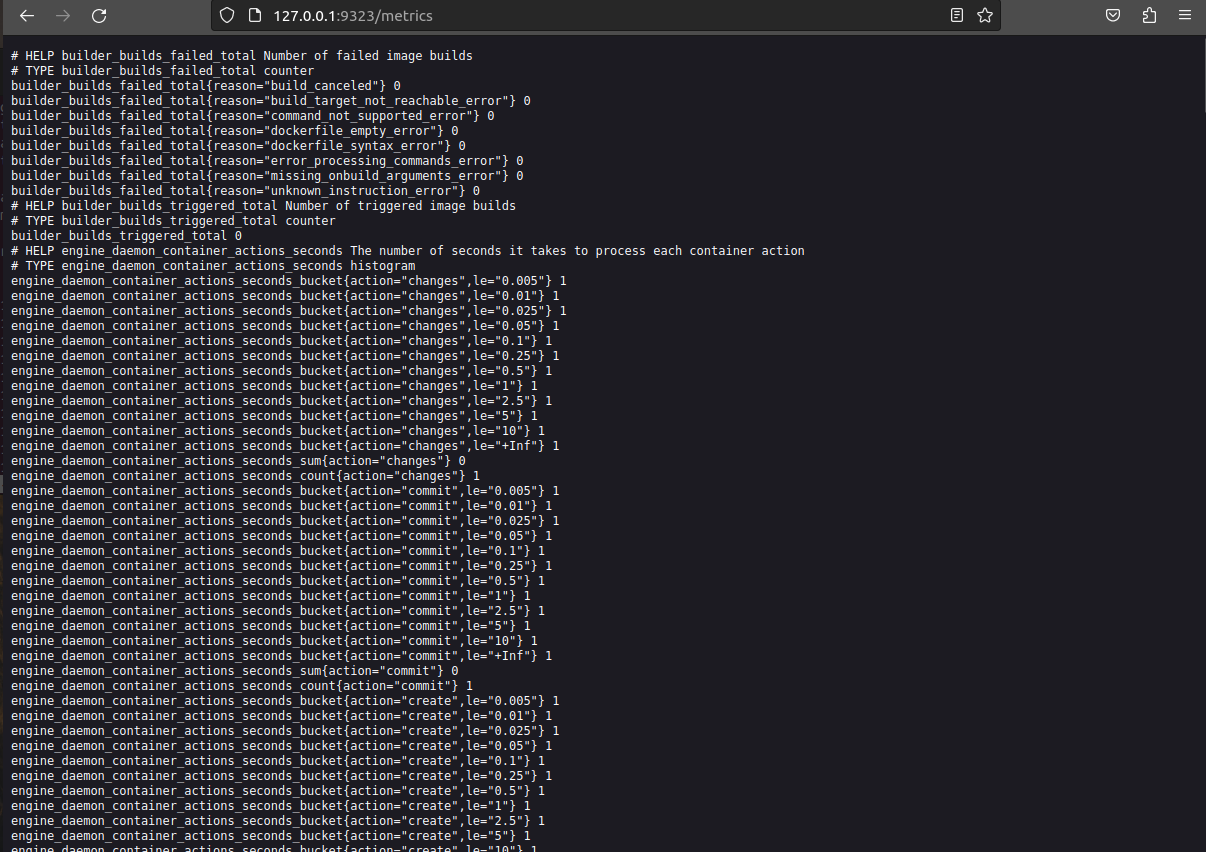 127.0.0.1:9323/metrics
# HELP builder_builds_failed_total Number of failed image builds
# TYPE builder_builds_failed_total counter
builder_builds_failed_total{reason="build_canceled"} 0
builder_builds_failed_total{reason="build_target_not_reachable_error"} 0
builder_builds_failed_total{reason="command_not_supported_error"} 0
builder_builds_failed_total{reason="dockerfile_empty_error"} 0
builder_builds_failed_total{reason="dockerfile_syntax_error"} 0
builder_builds_failed_total{reason="error_processing_commands_error"} 0
builder_builds_failed_total{reason="missing_onbuild_arguments_error"} 0
builder_builds_failed_total{reason="unknown_instruction_error"} 0
# HELP builder_builds_triggered_total Number of triggered image builds
# TYPE builder_builds_triggered_total counter
builder_builds_triggered_total 0
# HELP engine_daemon_container_actions_seconds The number of seconds it takes to process each container action
# TYPE engine_daemon_container_actions_seconds histogram
engine_daemon_container_actions_seconds_bucket{action="changes",le="0.005"} 1
engine_daemon_container_actions_seconds_bucket{action="changes",le="0.01"} 1
engine_daemon_container_actions_seconds_bucket{action="changes",le="0.025"} 1
engine_daemon_container_actions_seconds_bucket{action="changes",le="0.05"} 1
engine_daemon_container_actions_seconds_bucket{action="changes",le="0.1"} 1
engine_daemon_container_actions_seconds_bucket{action="changes",le="0.25"} 1
engine_daemon_container_actions_seconds_bucket{action="changes",le="0.5"} 1
engine_daemon_container_actions_seconds_bucket{action="changes",le="1"} 1
engine_daemon_container_actions_seconds_bucket{action="changes",le="2.5"} 1
engine_daemon_container_actions_seconds_bucket{action="changes",le="5"} 1
engine_daemon_container_actions_seconds_bucket{action="changes",le="10"} 1
engine_daemon_container_actions_seconds_bucket{action="changes",le="+Inf"} 1
engine_daemon_container_actions_seconds_sum{action="changes"} 0
engine_daemon_container_actions_seconds_count{action="changes"} 1
engine_daemon_container_actions_seconds_bucket{action="commit",le="0.005"} 1
engine_daemon_container_actions_seconds_bucket{action="commit",le="0.01"} 1
engine_daemon_container_actions_seconds_bucket{action="commit",le="0.025"} 1
engine_daemon_container_actions_seconds_bucket{action="commit",le="0.05"} 1
engine_daemon_container_actions_seconds_bucket{action="commit",le="0.1"} 1
engine_daemon_container_actions_seconds_bucket{action="commit",le="0.25"} 1
engine_daemon_container_actions_seconds_bucket{action="commit",le="0.5"} 1
engine_daemon_container_actions_seconds_bucket{action="commit",le="1"} 1
engine_daemon_container_actions_seconds_bucket{action="commit",le="2.5"} 1
engine_daemon_container_actions_seconds_bucket{action="commit",le="5"} 1
engine_daemon_container_actions_seconds_bucket{action="commit",le="10"} 1
engine_daemon_container_actions_seconds_bucket{action="commit",le="+Inf"} 1
engine_daemon_container_actions_seconds_sum{action="commit"} 0
engine_daemon_container_actions_seconds_count{action="commit"} 1
engine_daemon_container_actions_seconds_bucket{action="create",le="0.005"} 1
engine_daemon_container_actions_seconds_bucket{action="create",le="0.01"} 1
engine_daemon_container_actions_seconds_bucket{action="create",le="0.025"} 1
engine_daemon_container_actions_seconds_bucket{action="create",le="0.05"} 1
engine_daemon_container_actions_seconds_bucket{action="create",le="0.1"} 1
engine_daemon_container_actions_seconds_bucket{action="create",le="0.25"} 1
engine_daemon_container_actions_seconds_bucket{action="create",le="0.5"} 1
engine_daemon_container_actions_seconds_bucket{action="create",le="1"} 1
engine_daemon_container_actions_seconds_bucket{action="create",le="2.5"} 1
engine_daemon_container_actions_seconds_bucket{action="create",le="5"} 1
engine_daemon_container_actions_seconds_bucket{action="create",le="10"} 1